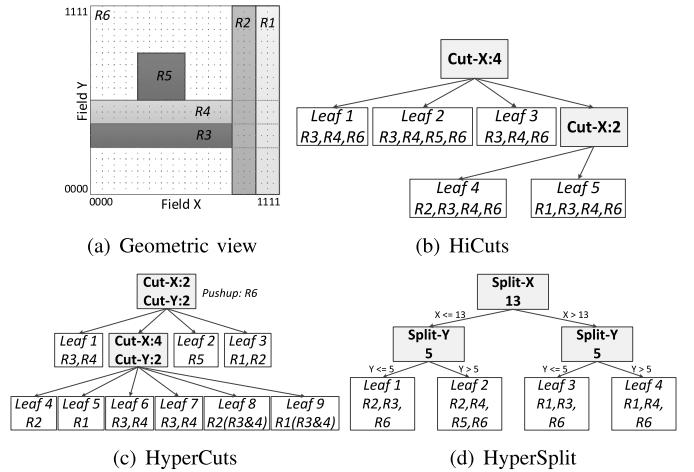 1111
R6
R2
R1
R5
R4
R3
Field Y
0000
0000
Field X
1111
(a) Geometric view
Cut-X:4
Leaf 1
R3,R4,R6
Leaf 2
R3,R4,R5,R6
Leaf 3
R3,R4,R6
Cut-X:2
Leaf 4
R2,R3,R4,R6
Leaf 5
R1,R3,R4,R6
(b) HiCuts
Cut-X:2
Cut-Y:2
Pushup: R6
Leaf 1
R3,R4
Cut-X:4
Cut-Y:2
Leaf 2
R5
Leaf 3
R1,R2
Leaf 4
R2
Leaf 5
R1
Leaf 6
R3,R4
Leaf 7
R3,R4
Leaf 8
R2(R3&4)
Leaf 9
R1(R3&4)
(c) HyperCuts
Split-X
13
X <= 13
X > 13
Split-Y
5
Split-Y
5
Y <= 5
Y > 5
Y <= 5
Y > 5
Leaf 1
R2,R3,
R6
Leaf 2
R2,R4,
R5,R6
Leaf 3
R1,R3,
R6
Leaf 4
R1,R4,
R6
(d) HyperSplit